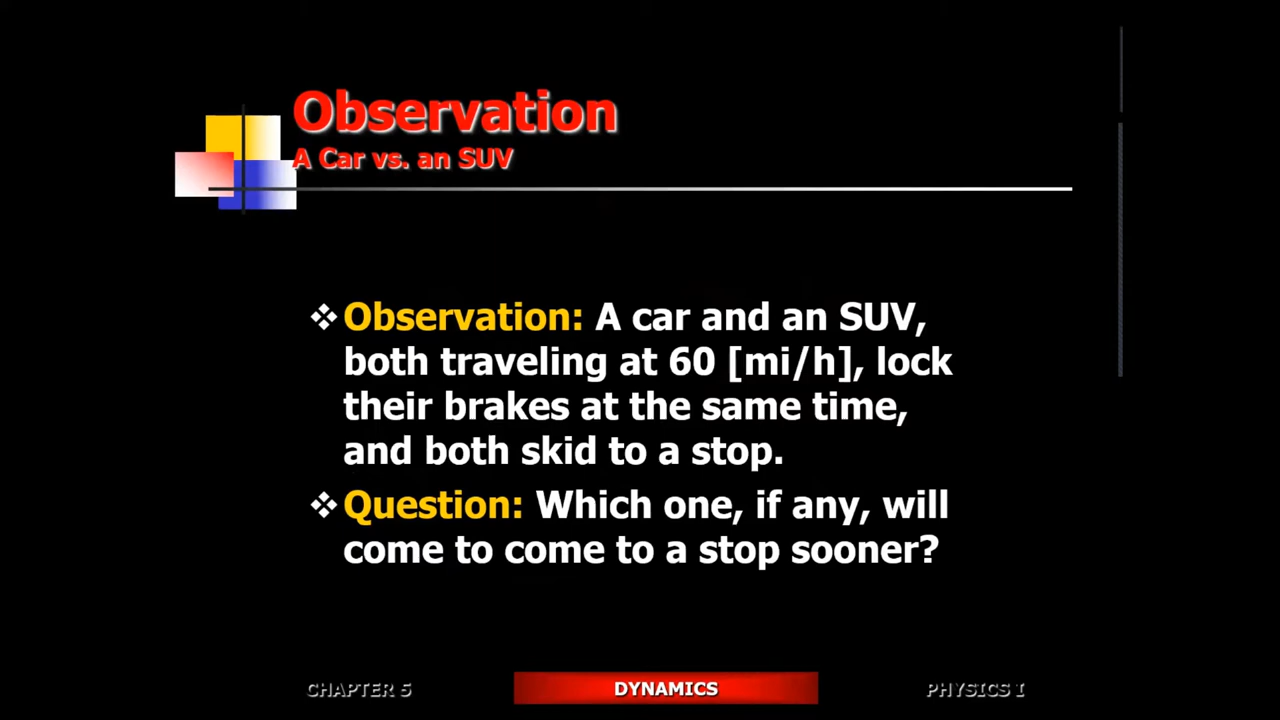 Observation
A Car vs. an SUV
❖Observation: A car and an SUV,
both traveling at 60 [mi/h], lock
their brakes at the same time,
and both skid to a stop.
❖Question: Which one, if any, will
come to come to a stop sooner?
CHAPTER 5
DYNAMICS
PHYSICS I